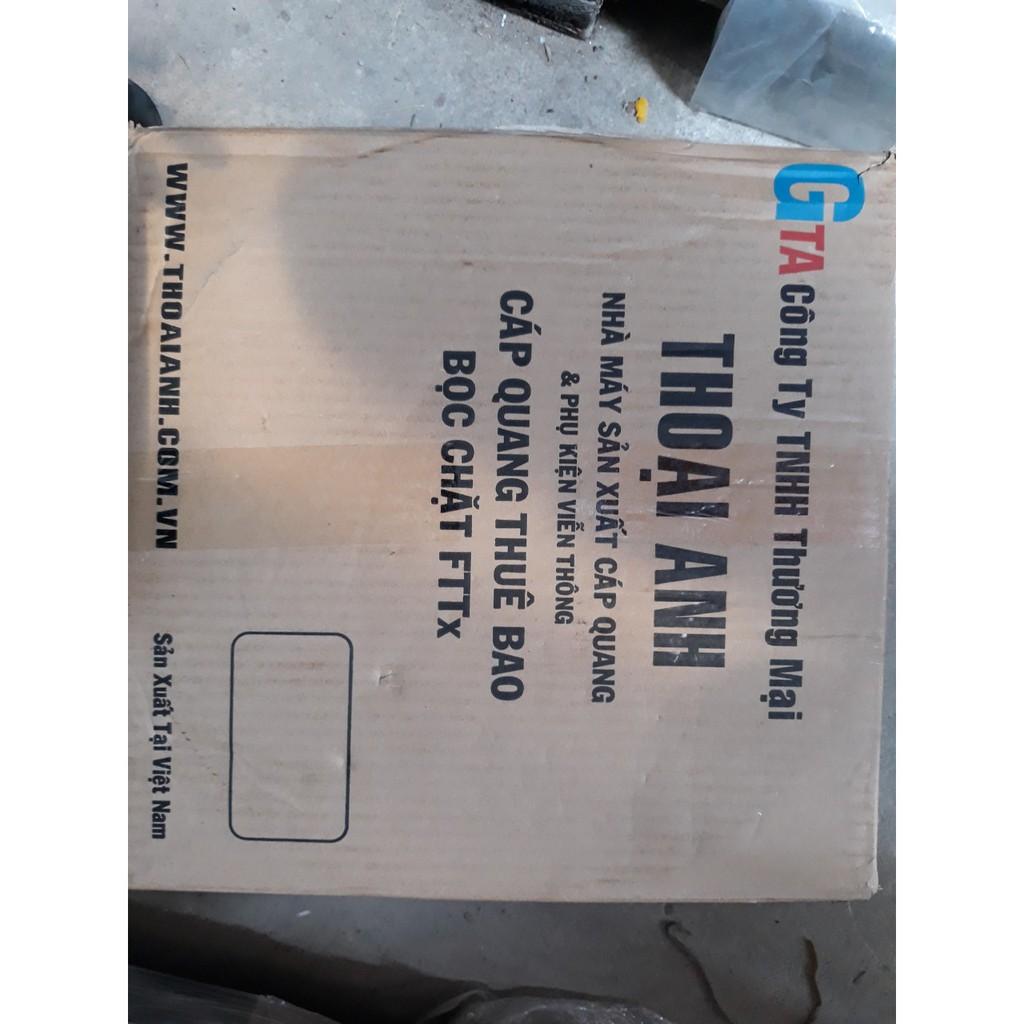 GTA Công Ty TNHH Thương Mại
THOẠI ANH
NHÀ MÁY SẢN XUẤT CÁP QUANG
& PHỤ KIỆN VIỄN THÔNG
CÁP QUANG THUÊ BAO
BỌC CHẶT FTTx
WWW.THOAIANH.COM.VN
Sản Xuất Tại Việt Nam